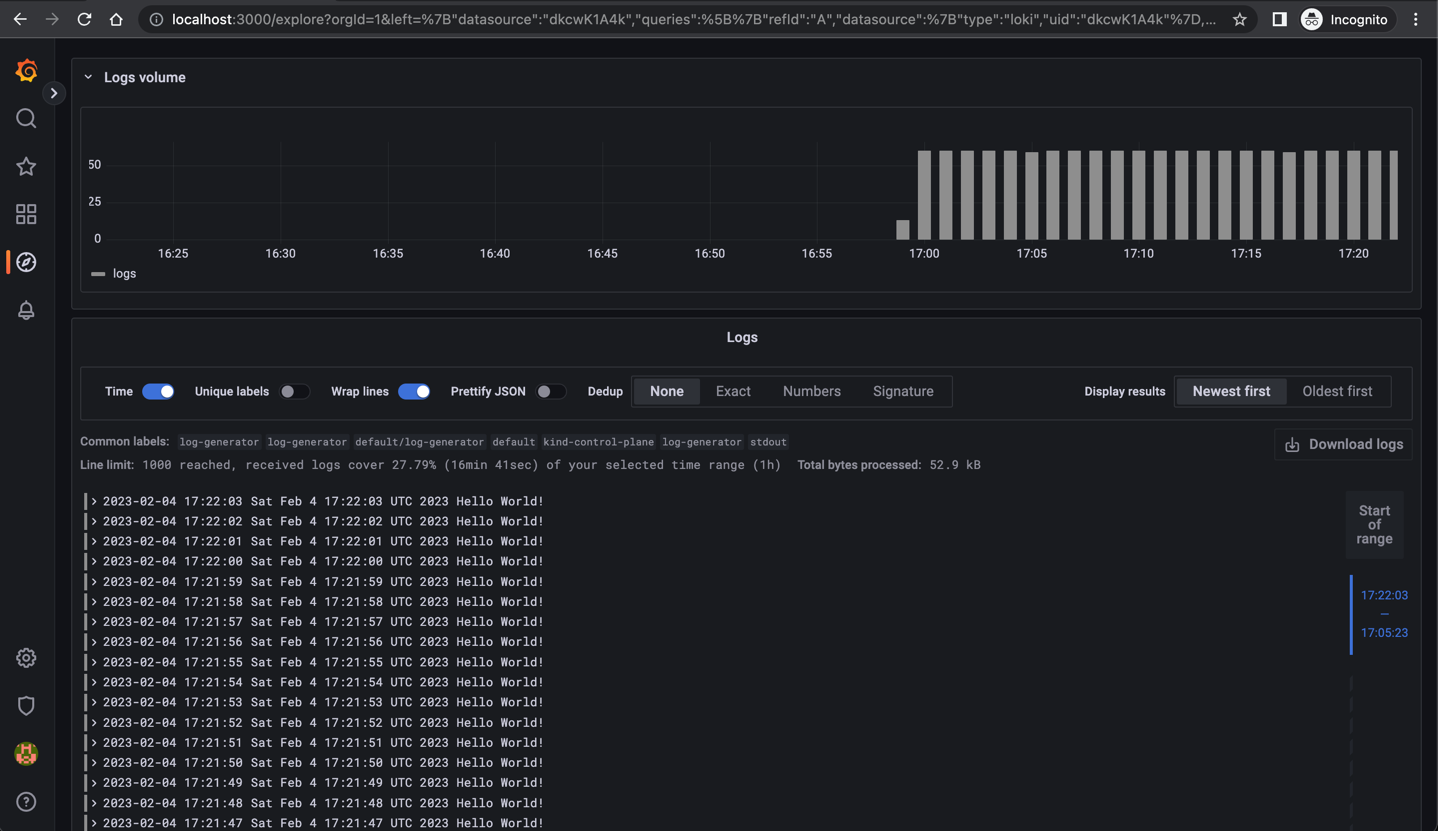 localhost:3000/explore?orgId=1&left=%7B"datasource":"dkcwK1A4k","queries":%5B%7B"refId":"A","datasource":%7B"type":"loki","uid":"dkcwK1A4k"%7D,...
Incognito
Logs volume
50
25
0
16:25 16:30 16:35 16:40 16:45 16:50 16:55 17:00 17:05 17:10 17:15 17:20
logs
Logs
Time Unique labels Wrap lines Prettify JSON Dedup None Exact Numbers Signature Display results Newest first Oldest first
Common labels: log-generator log-generator default/log-generator default kind-control-plane log-generator stdout
Download logs
Line limit: 1000 reached, received logs cover 27.79% (16min 41sec) of your selected time range (1h) Total bytes processed: 52.9 kB
2023-02-04 17:22:03 Sat Feb 4 17:22:03 UTC 2023 Hello World!
2023-02-04 17:22:02 Sat Feb 4 17:22:02 UTC 2023 Hello World!
2023-02-04 17:22:01 Sat Feb 4 17:22:01 UTC 2023 Hello World!
2023-02-04 17:22:00 Sat Feb 4 17:22:00 UTC 2023 Hello World!
2023-02-04 17:21:59 Sat Feb 4 17:21:59 UTC 2023 Hello World!
2023-02-04 17:21:58 Sat Feb 4 17:21:58 UTC 2023 Hello World!
2023-02-04 17:21:57 Sat Feb 4 17:21:57 UTC 2023 Hello World!
2023-02-04 17:21:56 Sat Feb 4 17:21:56 UTC 2023 Hello World!
2023-02-04 17:21:55 Sat Feb 4 17:21:55 UTC 2023 Hello World!
2023-02-04 17:21:54 Sat Feb 4 17:21:54 UTC 2023 Hello World!
2023-02-04 17:21:53 Sat Feb 4 17:21:53 UTC 2023 Hello World!
2023-02-04 17:21:52 Sat Feb 4 17:21:52 UTC 2023 Hello World!
2023-02-04 17:21:51 Sat Feb 4 17:21:51 UTC 2023 Hello World!
2023-02-04 17:21:50 Sat Feb 4 17:21:50 UTC 2023 Hello World!
2023-02-04 17:21:49 Sat Feb 4 17:21:49 UTC 2023 Hello World!
2023-02-04 17:21:48 Sat Feb 4 17:21:48 UTC 2023 Hello World!
2023-02-04 17:21:47 Sat Feb 4 17:21:47 UTC 2023 Hello World!
Start
of
range
17:22:03
—
17:05:23